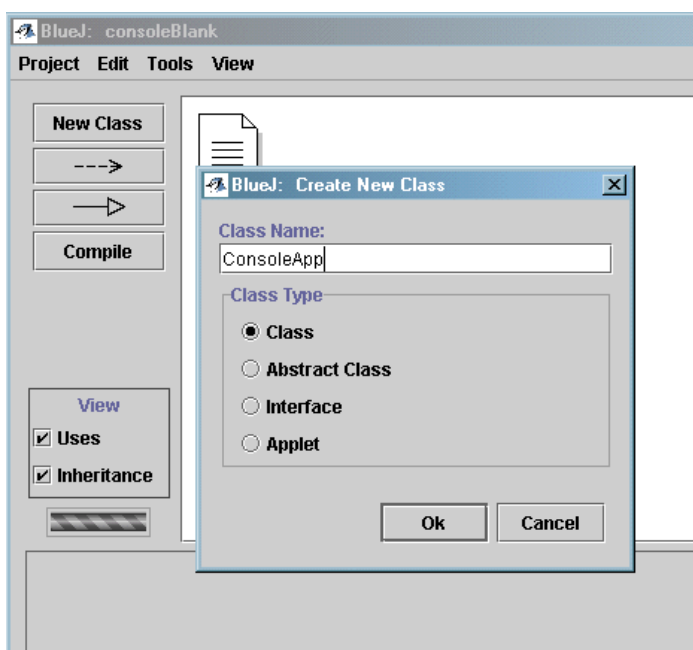 BlueJ: consoleBlank
Project Edit Tools View
New Class
Compile
View
Uses
Inheritance
BlueJ: Create New Class
Class Name:
ConsoleApp
Class Type
Class
Abstract Class
Interface
Applet
Ok Cancel